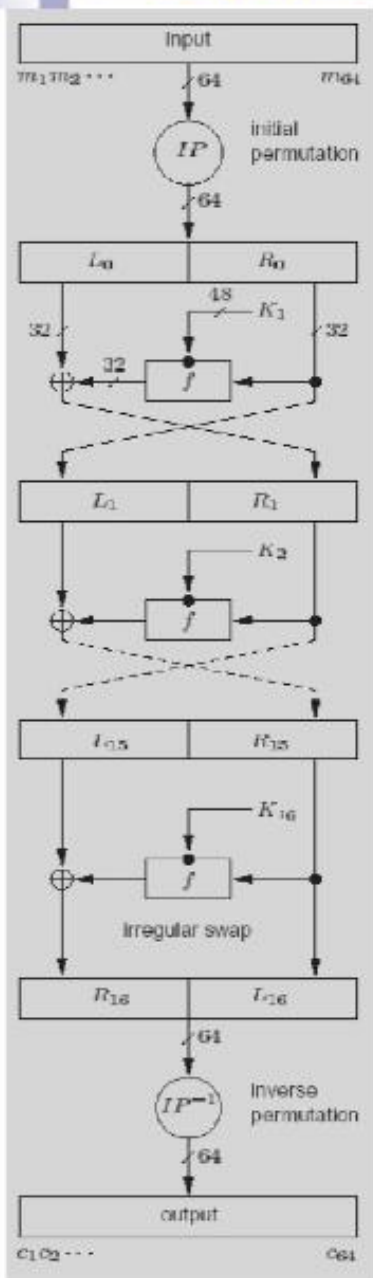 Input
m₁m₂⋯ 64 m₆₄
IP initial
permutation
64
L₀ R₀
48 K₁
32 32
32
f
L₁ R₁
K₂
f
L₁₅ R₁₅
K₁₆
f
Irregular swap
R₁₆ L₁₆
64
IP⁻¹ Inverse
permutation
64
output
c₁c₂⋯ c₆₄